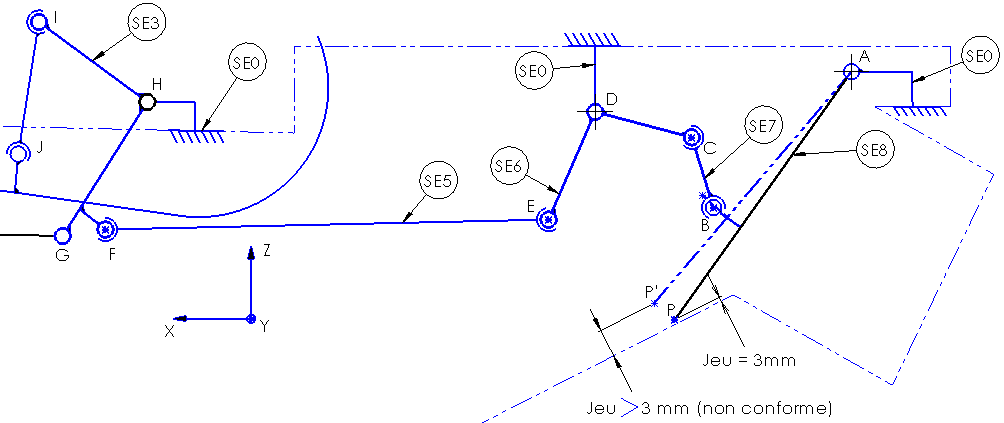 I
SE3
H
SE0
J
G
F
SE5
E
SE6
SE0
D
C
SE7
B
A
SE0
SE8
P'
P
Z
X
Y
Jeu = 3mm
Jeu > 3 mm (non conforme)